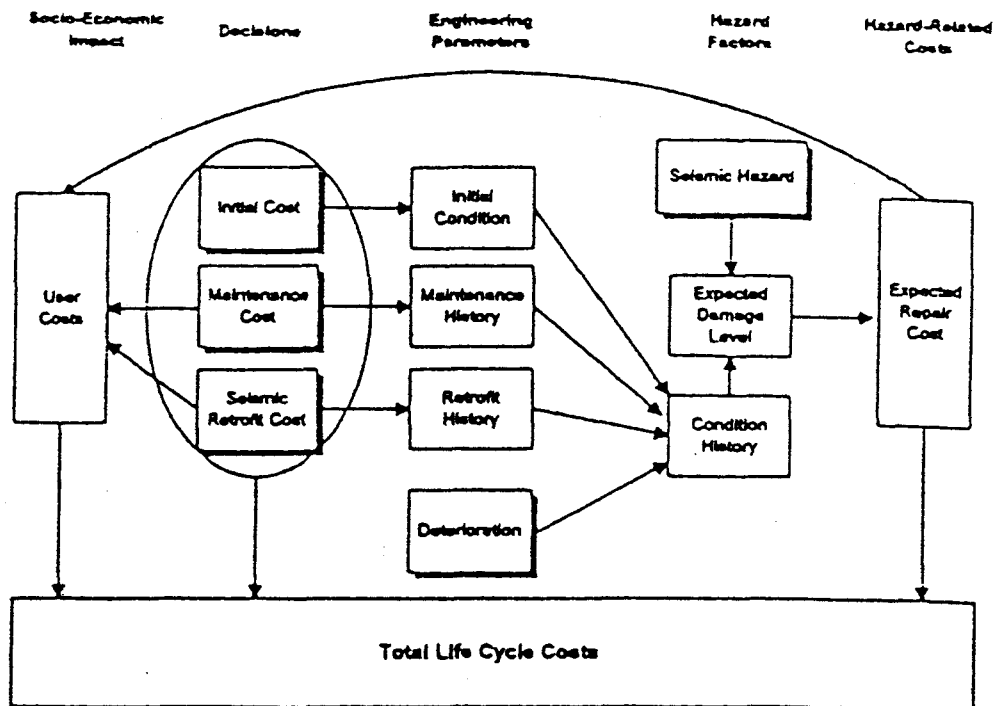 Socio-Economic
Impact
Decisions
Engineering
Parameters
Hazard
Factors
Hazard-Related
Costs
User
Costs
Initial Cost
Maintenance
Cost
Seismic
Retrofit Cost
Initial
Condition
Maintenance
History
Retrofit
History
Deterioration
Seismic Hazard
Expected
Damage
Level
Condition
History
Expected
Repair
Cost
Total Life Cycle Costs